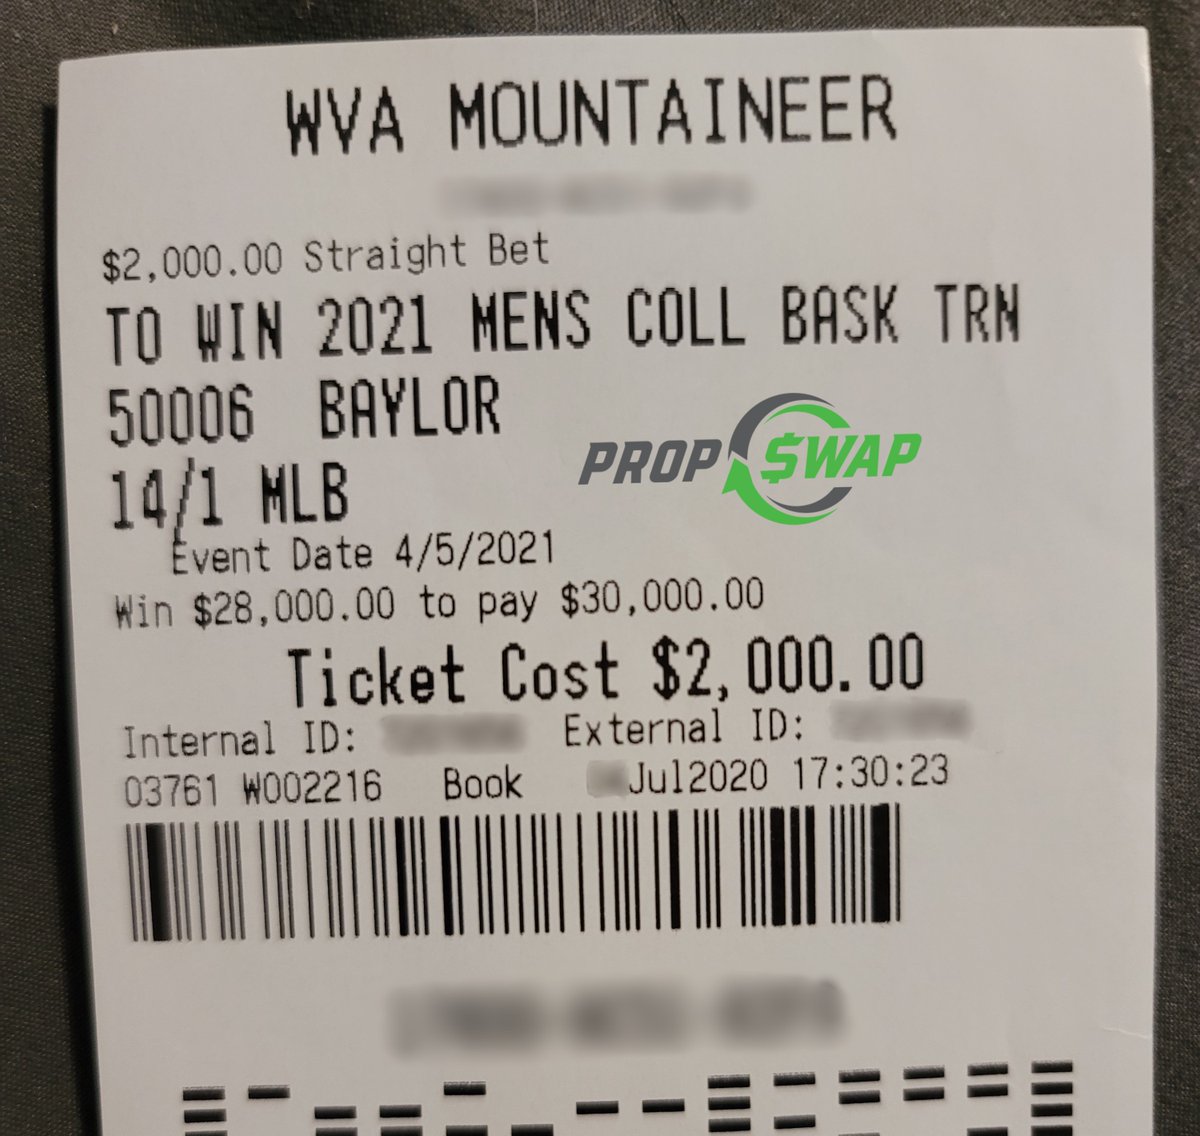 WVA MOUNTAINEER
$2,000.00 Straight Bet
TO WIN 2021 MENS COLL BASK TRN
50006 BAYLOR
PROP $WAP
14/1 MLB
Event Date 4/5/2021
Win $28,000.00 to pay $30,000.00
Ticket Cost $2,000.00
Internal ID: External ID:
03761 W002216 Book Jul2020 17:30:23